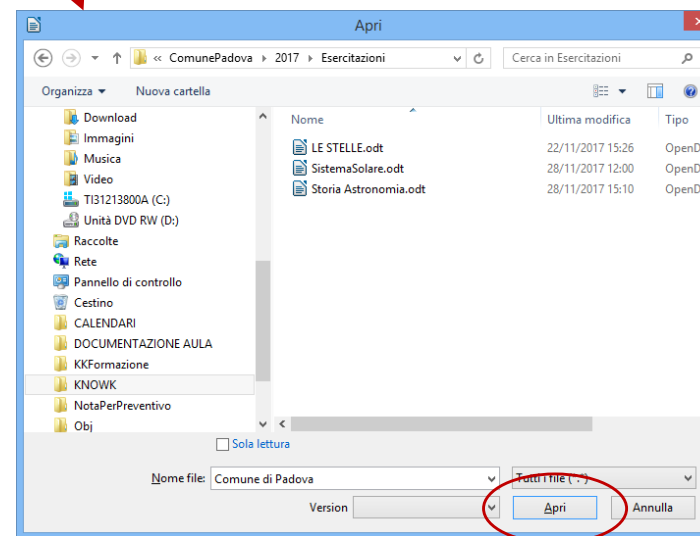 Apri
« ComunePadova ▸ 2017 ▸ Esercitazioni
Cerca in Esercitazioni
Organizza
Nuova cartella
Download
Immagini
Musica
Video
TI31213800A (C:)
Unità DVD RW (D:)
Raccolte
Rete
Pannello di controllo
Cestino
CALENDARI
DOCUMENTAZIONE AULA
KKFormazione
KNOWK
NotaPerPreventivo
Obj
Nome Ultima modifica Tipo
LE STELLE.odt 22/11/2017 15:26 OpenD
SistemaSolare.odt 28/11/2017 12:00 OpenD
Storia Astronomia.odt 28/11/2017 15:10 OpenD
Sola lettura
Nome file: Comune di Padova
Tutti i file (*.*)
Version
Apri
Annulla